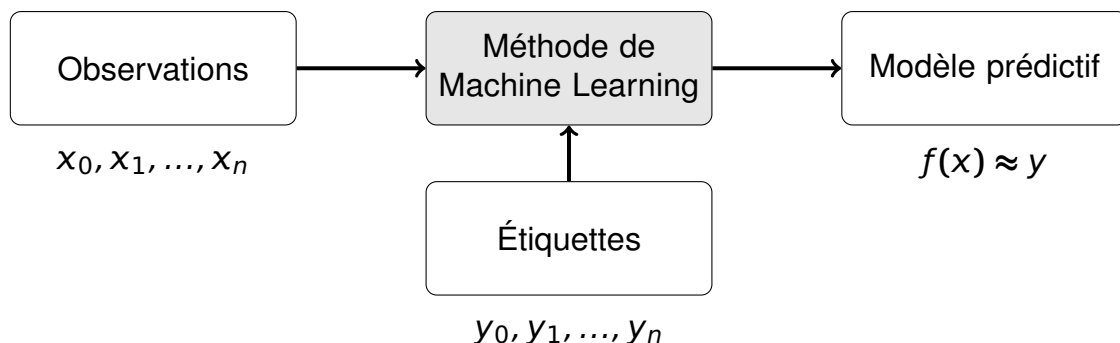 Observations
Méthode de
Machine Learning
Modèle prédictif
x₀, x₁, ..., xₙ
f(x) ≈ y
Étiquettes
y₀, y₁, ..., yₙ